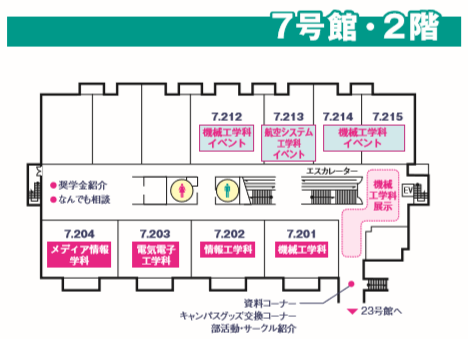 7号館・2階
7.212
機械工学科
イベント
7.213
航空システム
工学科
イベント
7.214
7.215
機械工学科
イベント
エスカレーター
奨学金紹介
なんでも相談
機械
工学科
展示
EV
7.204
メディア情報
学科
7.203
電気電子
工学科
7.202
情報工学科
7.201
機械工学科
資料コーナー
キャンパスグッズ交換コーナー
部活動・サークル紹介
23号館へ